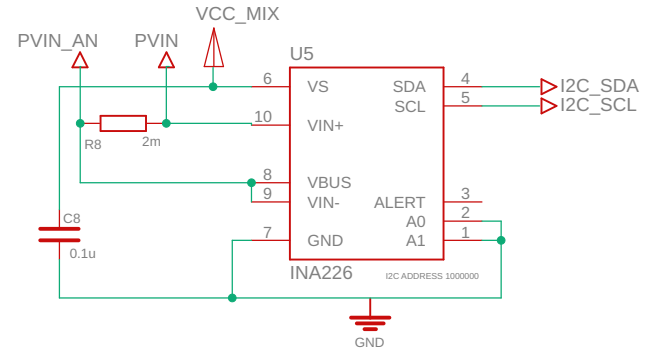 VCC_MIX
PVIN_AN
PVIN
U5
6
VS
SDA
4
I2C_SDA
SCL
5
I2C_SCL
10
VIN+
R8
2m
8
VBUS
9
VIN-
ALERT
3
A0
2
C8
7
GND
A1
1
0.1u
INA226
I2C ADDRESS 1000000
GND